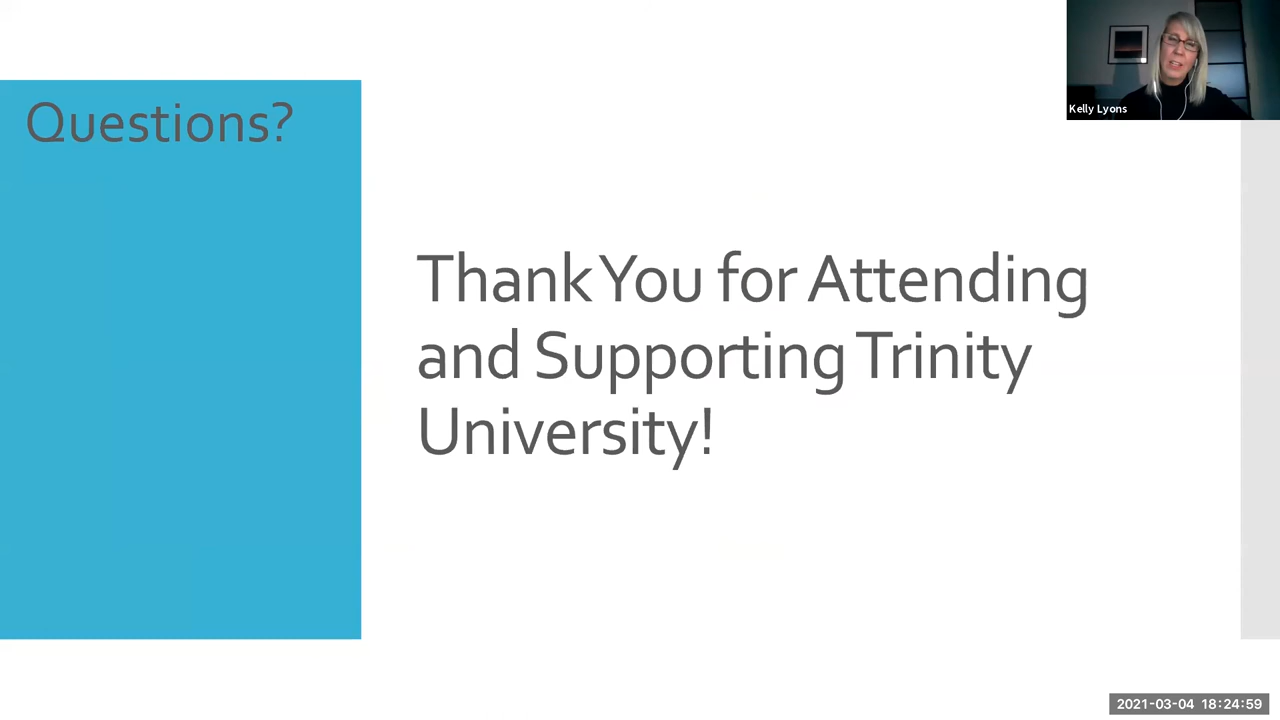 Questions?
Kelly Lyons
Thank You for Attending
and Supporting Trinity
University!
2021-03-04 18:24:59